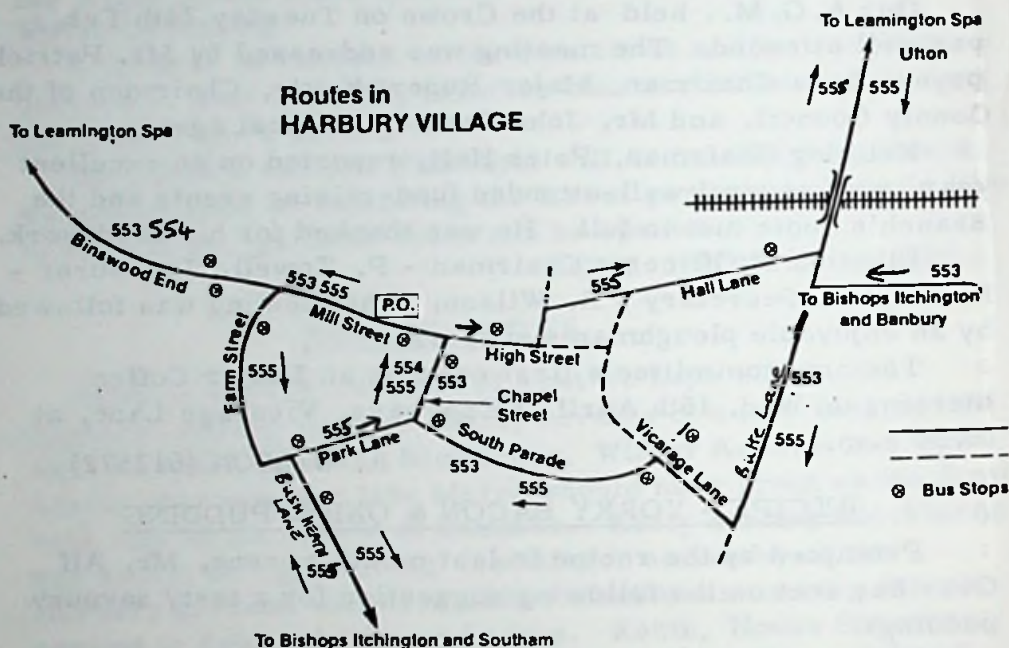 To Leamington Spa
Ufton
555 555
Routes in
HARBURY VILLAGE
To Leamington Spa
553 554
Binswood End
553 555
Mill Street
P.O.
High Street
555
Hall Lane
553
To Bishops Itchington
and Banbury
Farm Street
555
554
555
553
Chapel
Street
555
Park Lane
South Parade
553
555
Vicarage Lane
553
555
Bus Stops
555
555
To Bishops Itchington and Southam